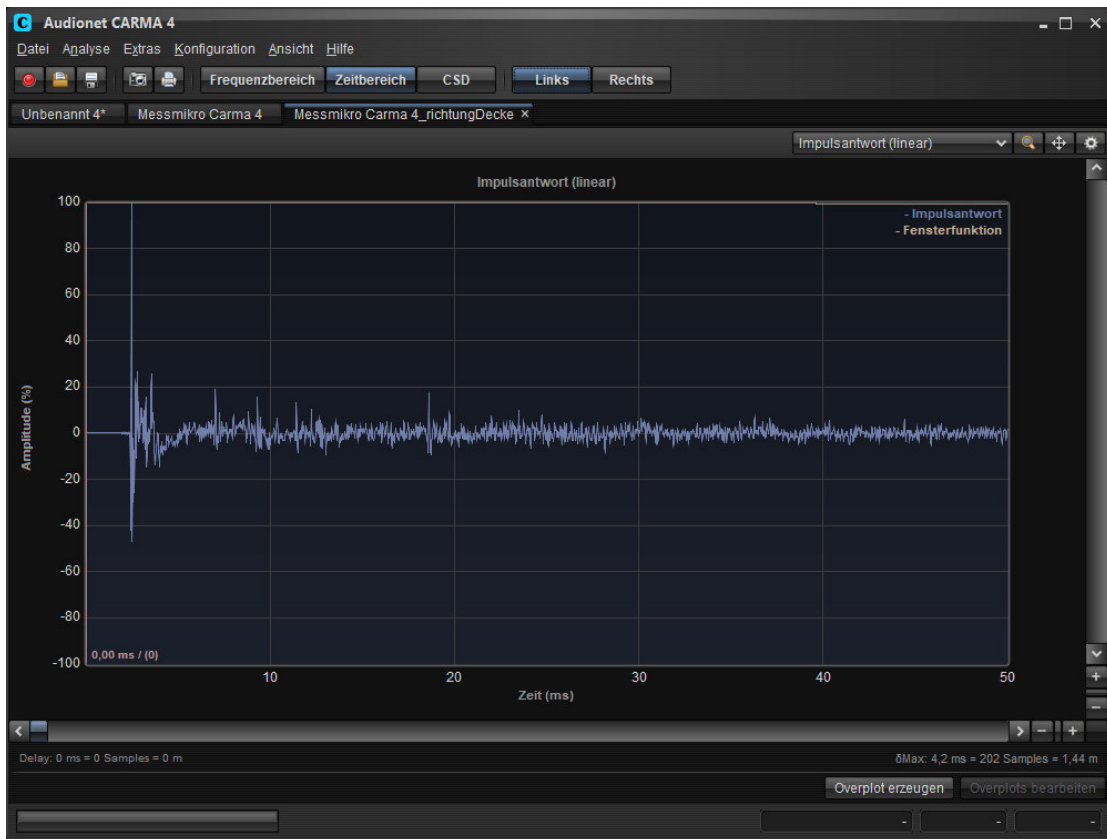 Audionet CARMA 4
Datei Analyse Extras Konfiguration Ansicht Hilfe
Frequenzbereich Zeitbereich CSD Links Rechts
Unbenannt 4* Messmikro Carma 4 Messmikro Carma 4_richtungDecke ×
Impulsantwort (linear)
Impulsantwort (linear)
- Impulsantwort
- Fensterfunktion
100
80
60
40
20
0
-20
-40
-60
-80
-100
Amplitude (%)
0,00 ms / (0)
10 20 30 40 50
Zeit (ms)
Delay: 0 ms = 0 Samples = 0 m δMax: 4,2 ms = 202 Samples = 1,44 m
Overplot erzeugen Overplots bearbeiten
- - -